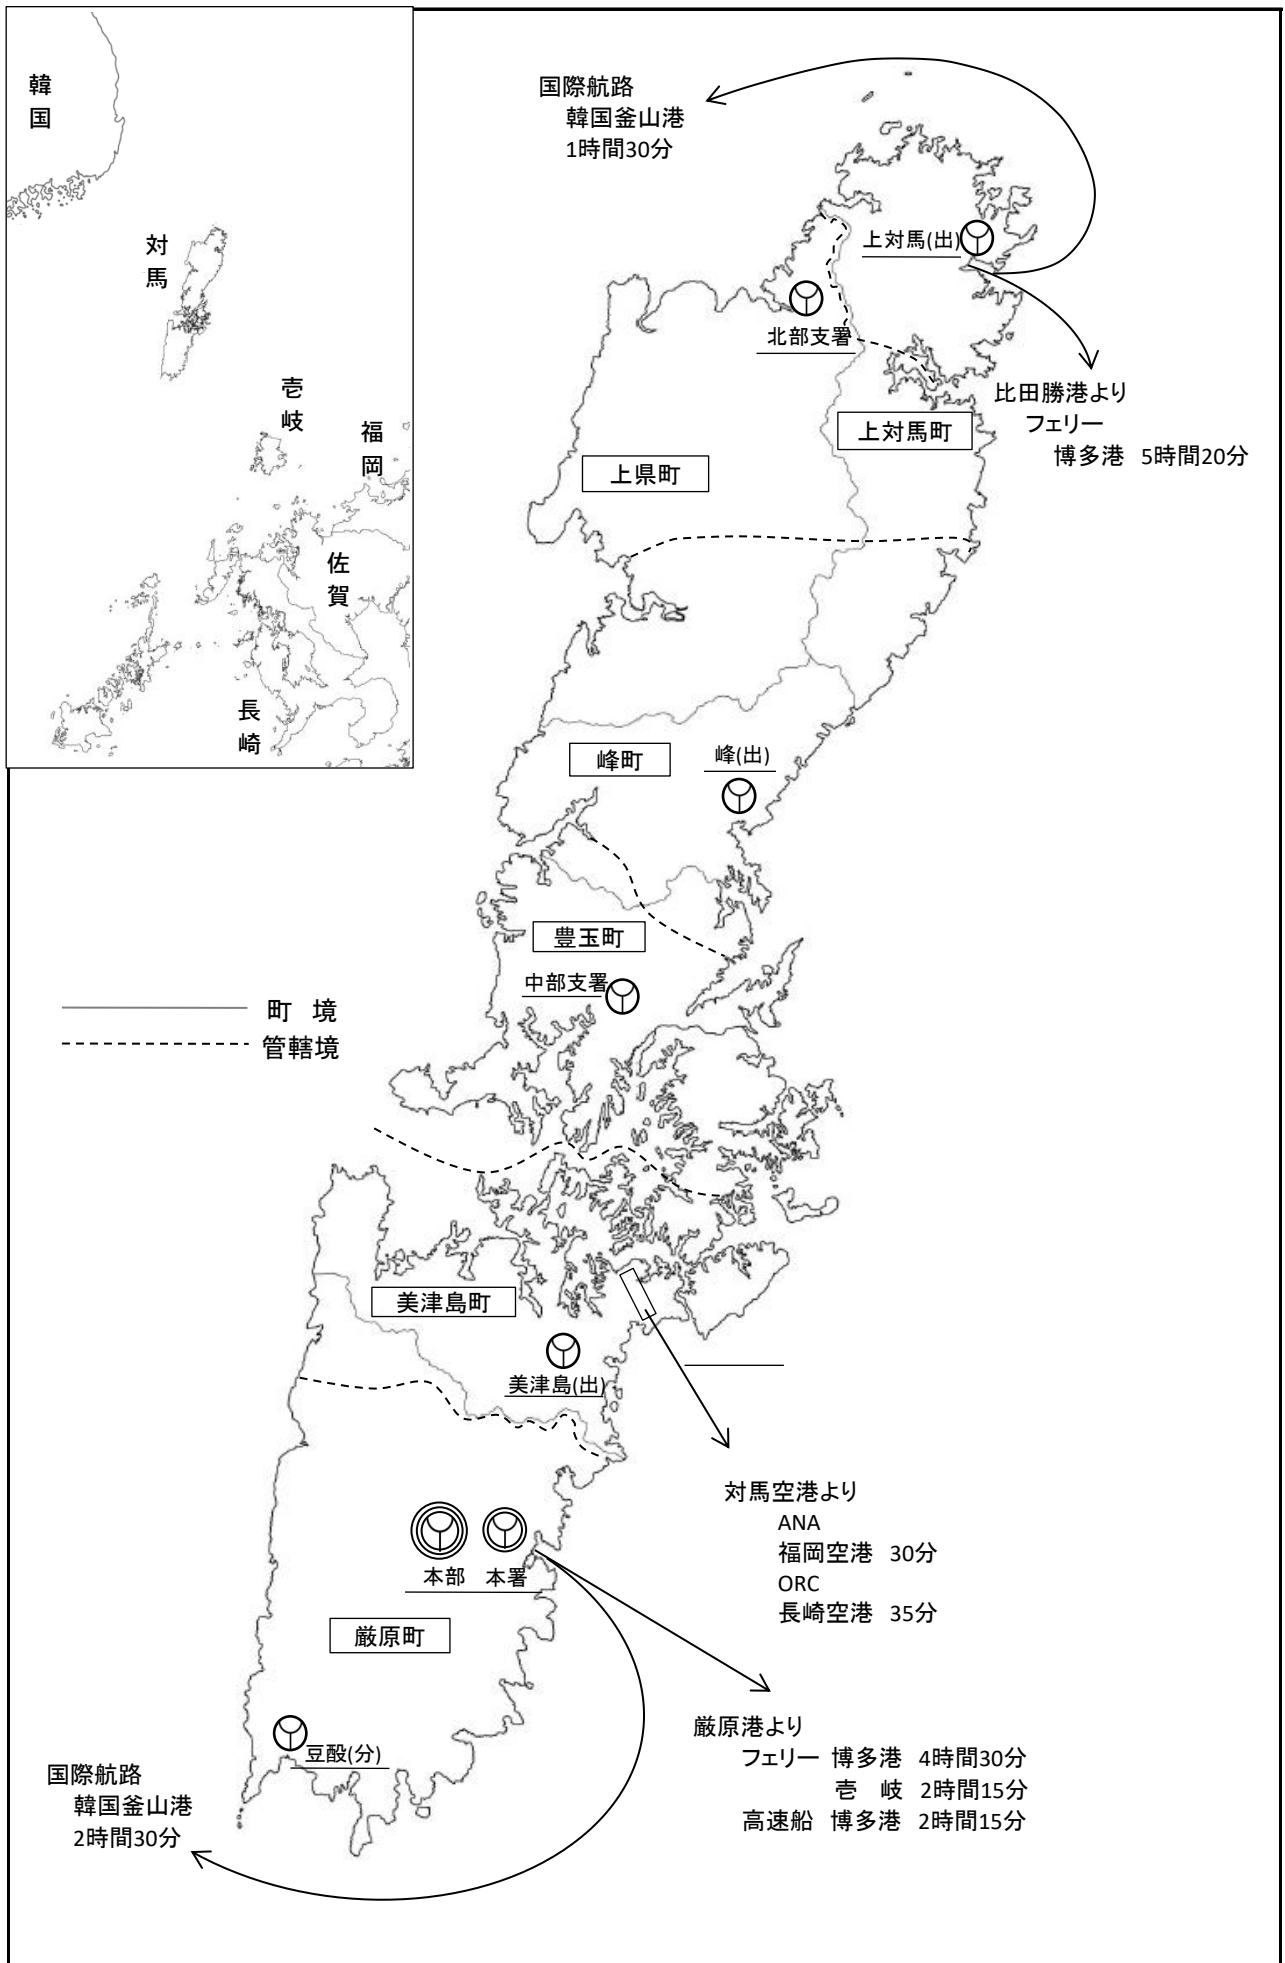 韓国
対馬
壱岐
福岡
佐賀
長崎
国際航路
韓国釜山港
1時間30分
上対馬(出)
北部支署
比田勝港より
フェリー
博多港 5時間20分
上対馬町
上県町
峰町
峰(出)
豊玉町
中部支署
町 境
管轄境
美津島町
美津島(出)
対馬空港より
ANA
福岡空港 30分
ORC
長崎空港 35分
本部 本署
厳原町
豆酘(分)
厳原港より
フェリー 博多港 4時間30分
壱 岐 2時間15分
高速船 博多港 2時間15分
国際航路
韓国釜山港
2時間30分